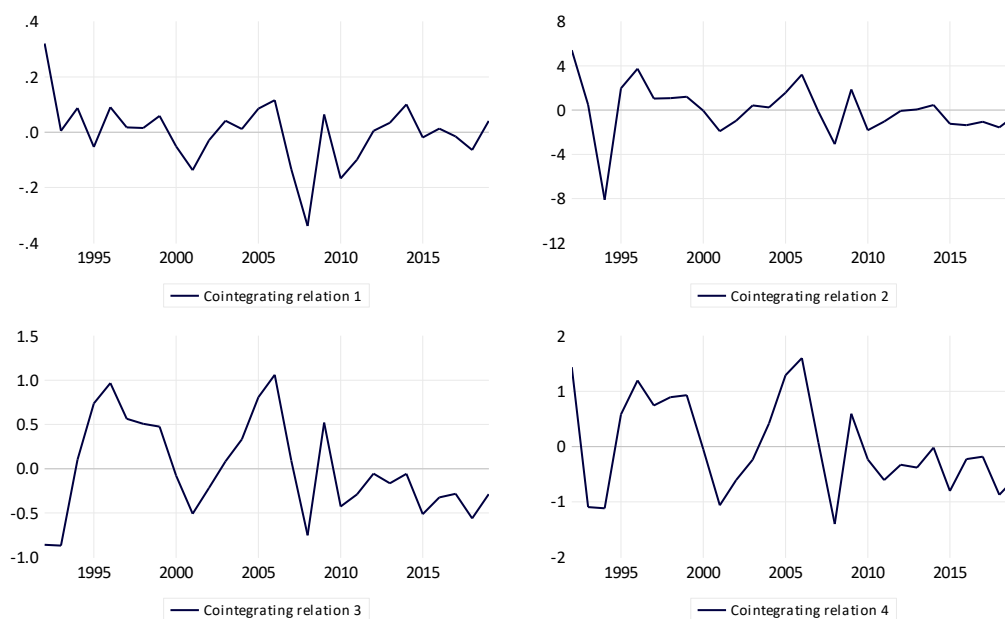 .4
.2
.0
-.2
-.4
1995 2000 2005 2010 2015
Cointegrating relation 1
8
4
0
-4
-8
-12
1995 2000 2005 2010 2015
Cointegrating relation 2
1.5
1.0
0.5
0.0
-0.5
-1.0
1995 2000 2005 2010 2015
Cointegrating relation 3
2
1
0
-1
-2
1995 2000 2005 2010 2015
Cointegrating relation 4